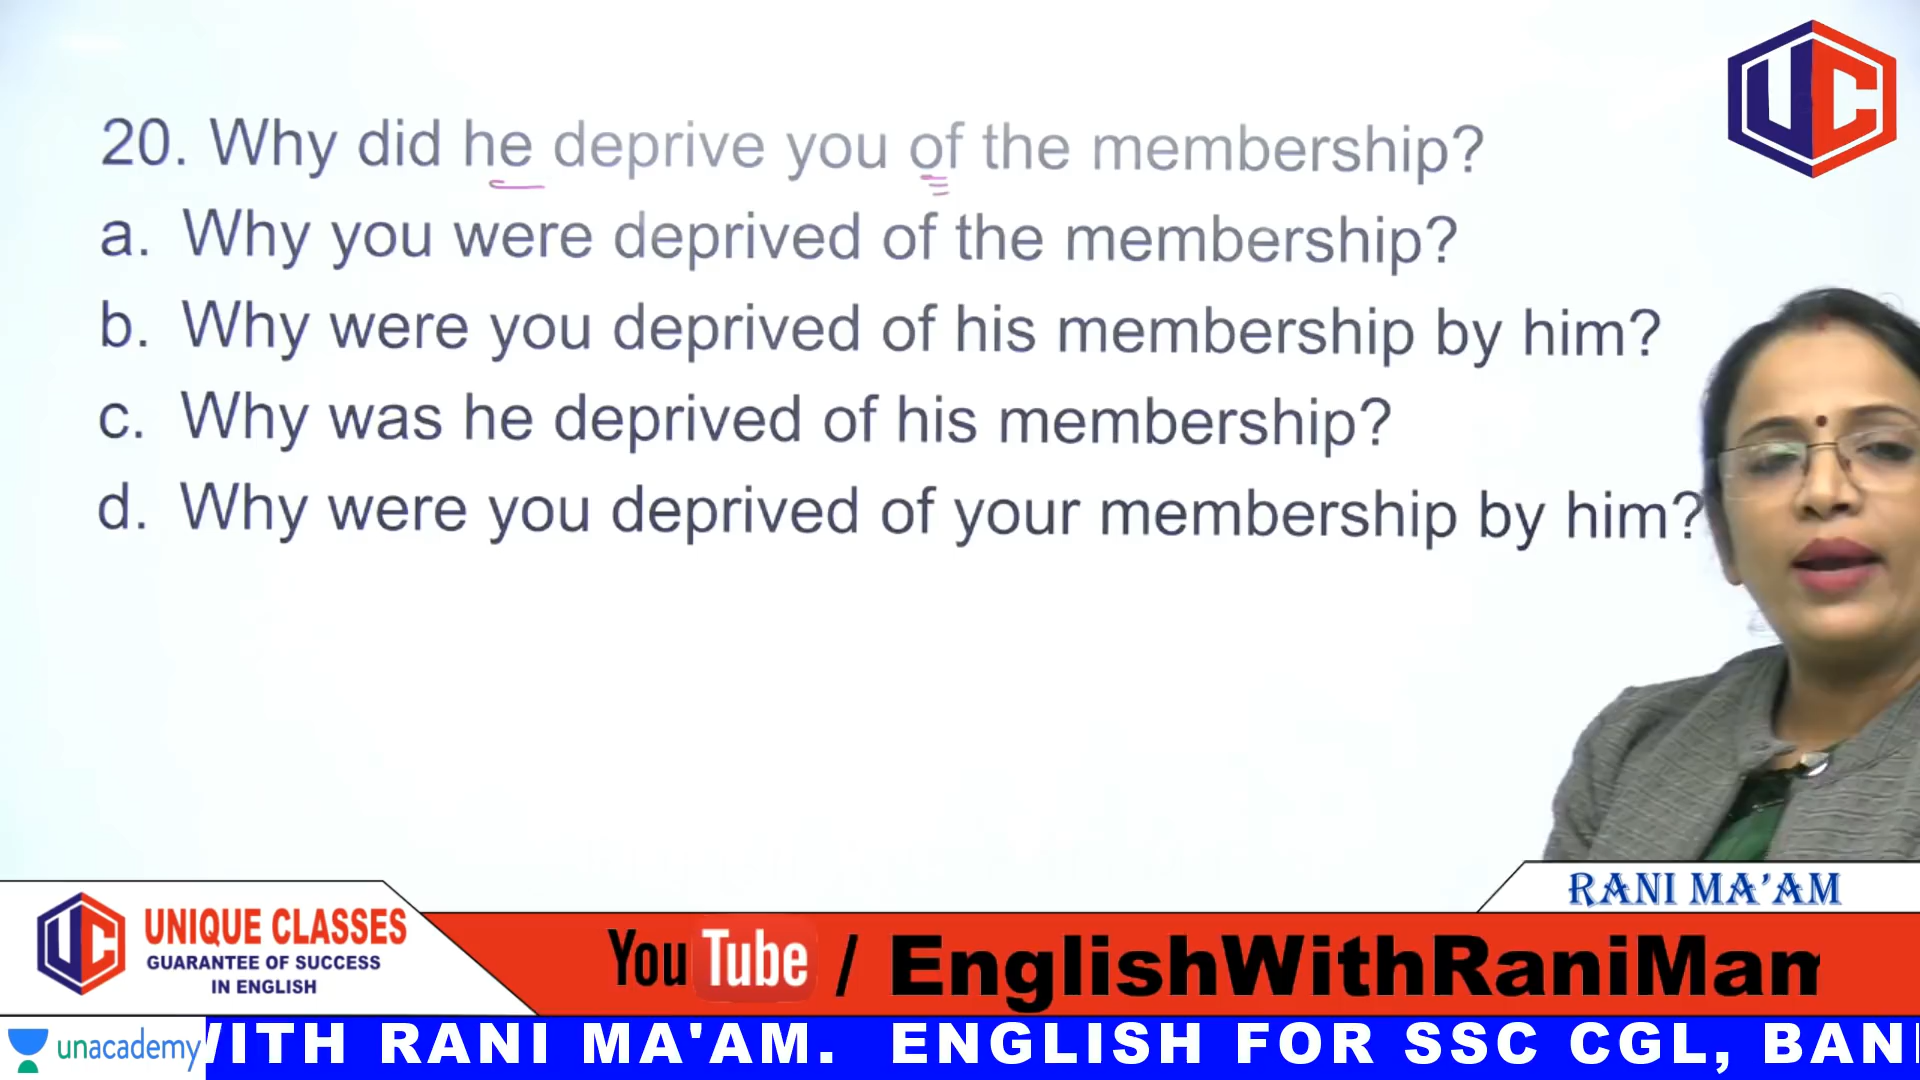 20. Why did he deprive you of the membership?
a. Why you were deprived of the membership?
b. Why were you deprived of his membership by him?
c. Why was he deprived of his membership?
d. Why were you deprived of your membership by him?
UC
RANI MA'AM
UC UNIQUE CLASSES
GUARANTEE OF SUCCESS
IN ENGLISH
YouTube / EnglishWithRaniMam
unacademy WITH RANI MA'AM. ENGLISH FOR SSC CGL, BAN